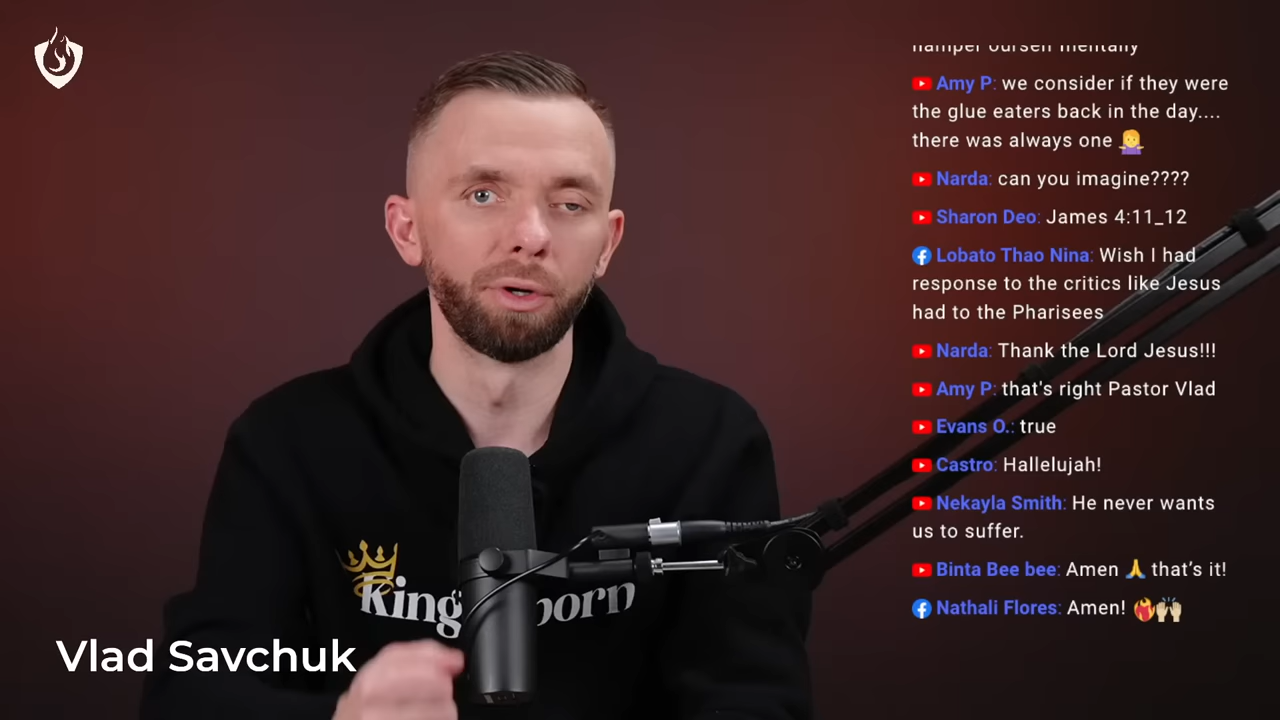 hamper ourself mentally
Amy P: we consider if they were
the glue eaters back in the day....
there was always one 🤷‍♀️
Narda: can you imagine????
Sharon Deo: James 4:11_12
Lobato Thao Nina: Wish I had
response to the critics like Jesus
had to the Pharisees
Narda: Thank the Lord Jesus!!!
Amy P: that's right Pastor Vlad
Evans O.: true
Castro: Hallelujah!
Nekayla Smith: He never wants
us to suffer.
Binta Bee bee: Amen 🙏 that's it!
Nathali Flores: Amen! ❤️‍🔥🙌🏻
King born
Vlad Savchuk